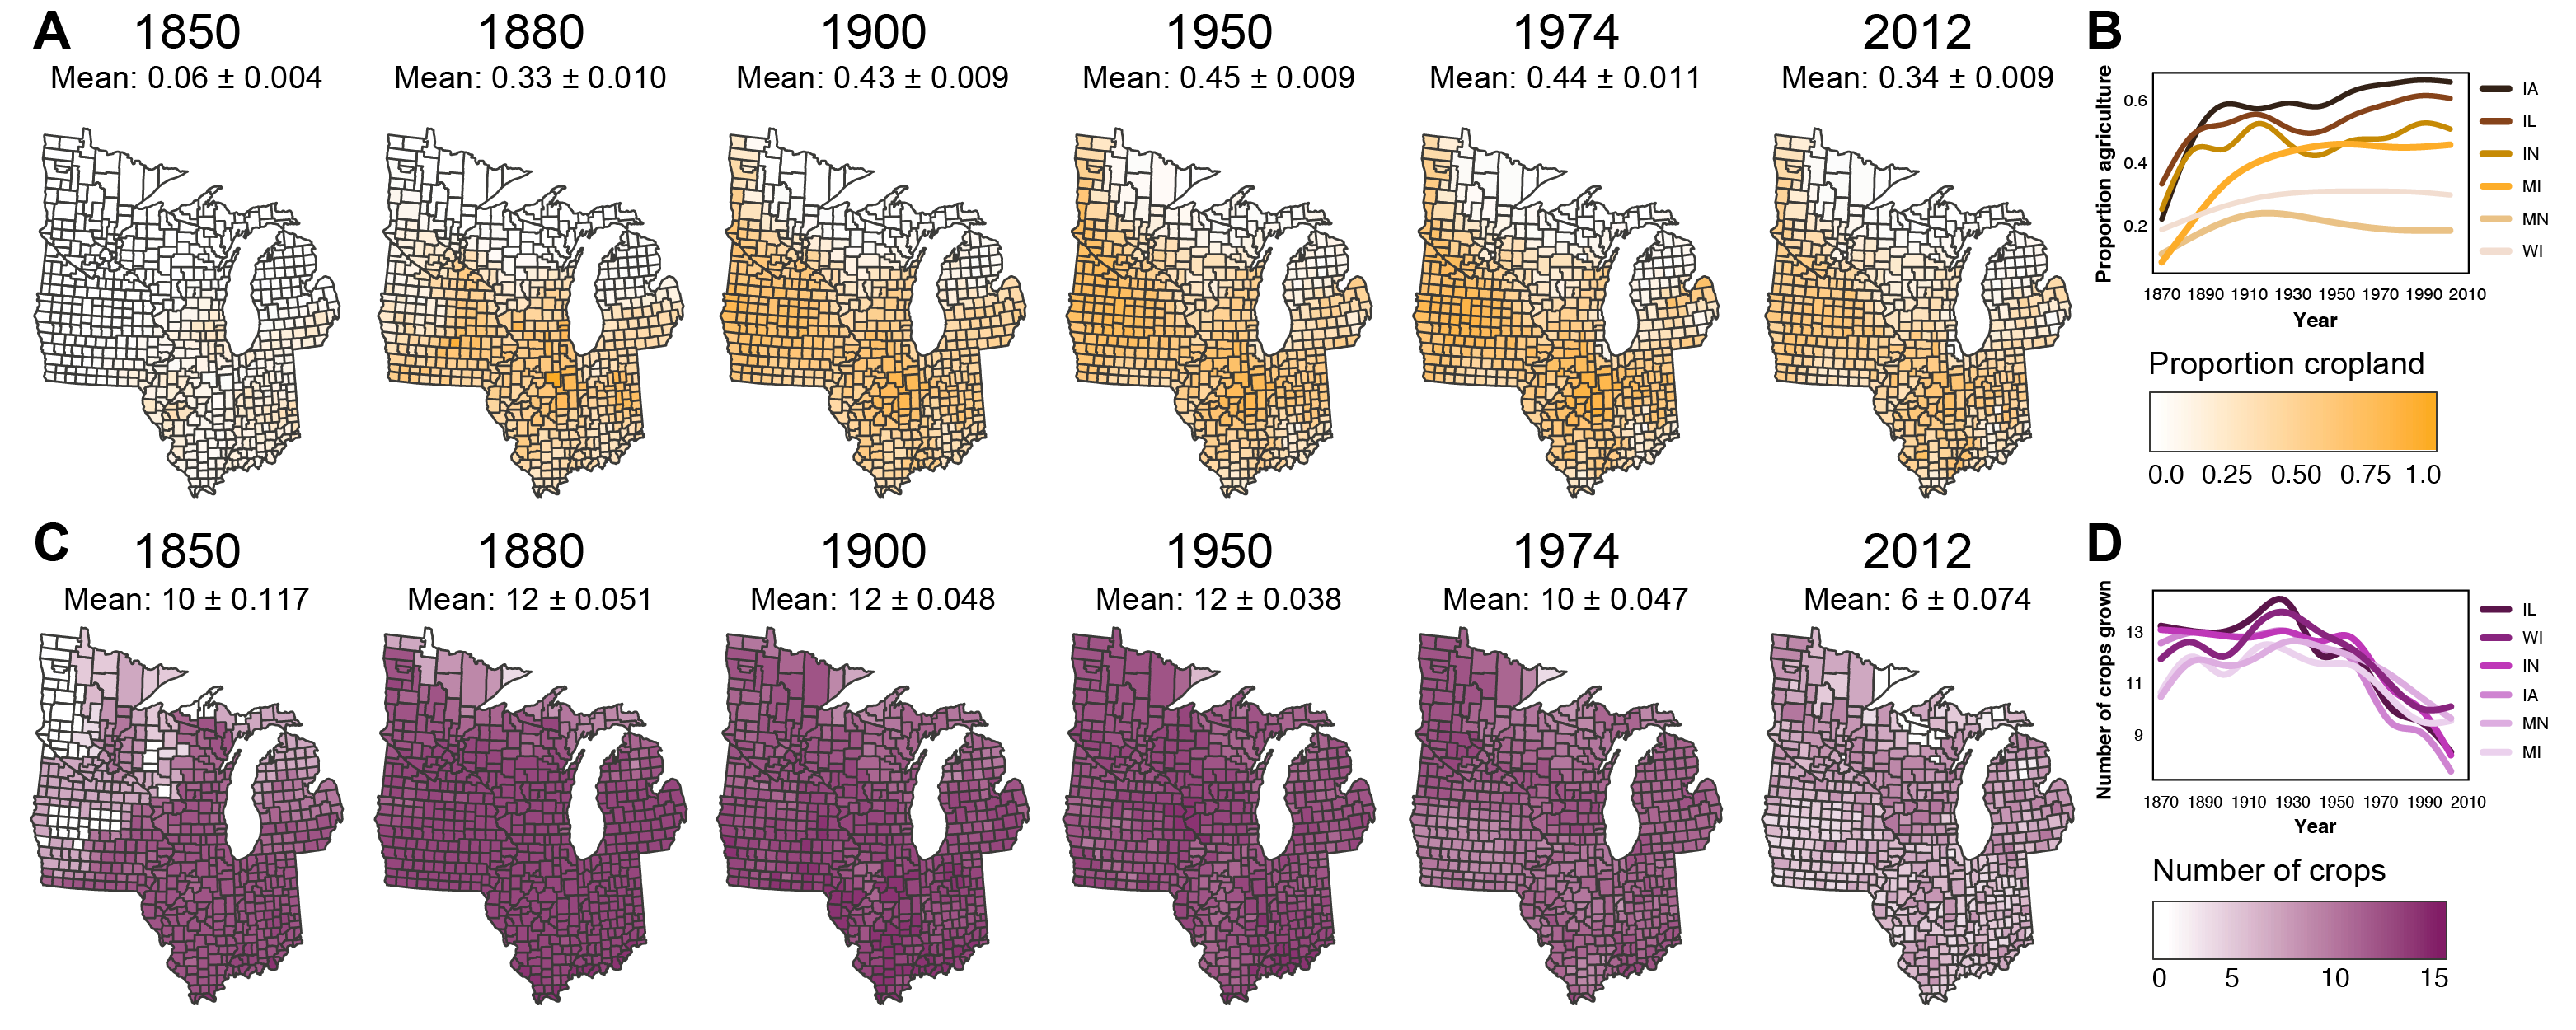 A
1850
Mean: 0.06 ± 0.004
1880
Mean: 0.33 ± 0.010
1900
Mean: 0.43 ± 0.009
1950
Mean: 0.45 ± 0.009
1974
Mean: 0.44 ± 0.011
2012
Mean: 0.34 ± 0.009
B
Proportion agriculture
0.6
0.4
0.2
1870 1890 1910 1930 1950 1970 1990 2010
Year
IA
IL
IN
MI
MN
WI
Proportion cropland
0.0 0.25 0.50 0.75 1.0
C
1850
Mean: 10 ± 0.117
1880
Mean: 12 ± 0.051
1900
Mean: 12 ± 0.048
1950
Mean: 12 ± 0.038
1974
Mean: 10 ± 0.047
2012
Mean: 6 ± 0.074
D
Number of crops grown
13
11
9
1870 1890 1910 1930 1950 1970 1990 2010
Year
IL
WI
IN
IA
MN
MI
Number of crops
0 5 10 15